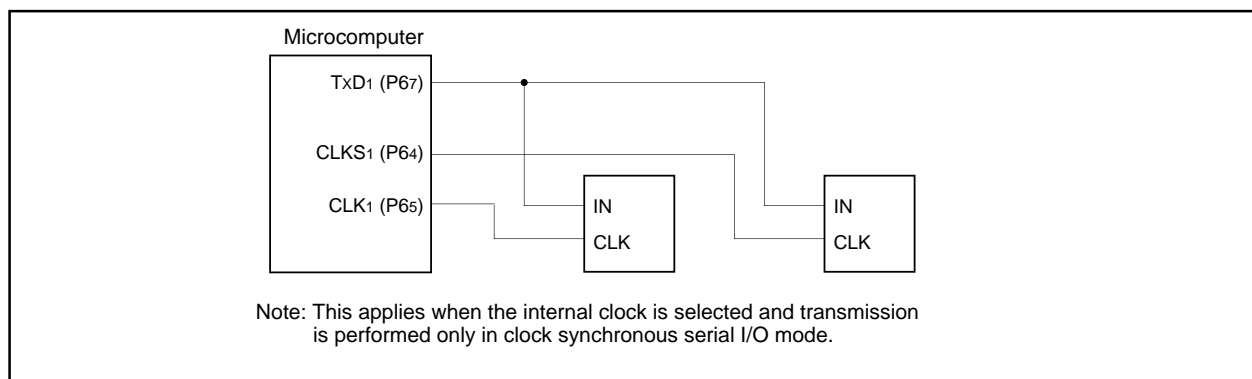 Microcomputer
TXD1 (P67)
CLKS1 (P64)
CLK1 (P65)
IN
CLK
IN
CLK
Note: This applies when the internal clock is selected and transmission
is performed only in clock synchronous serial I/O mode.